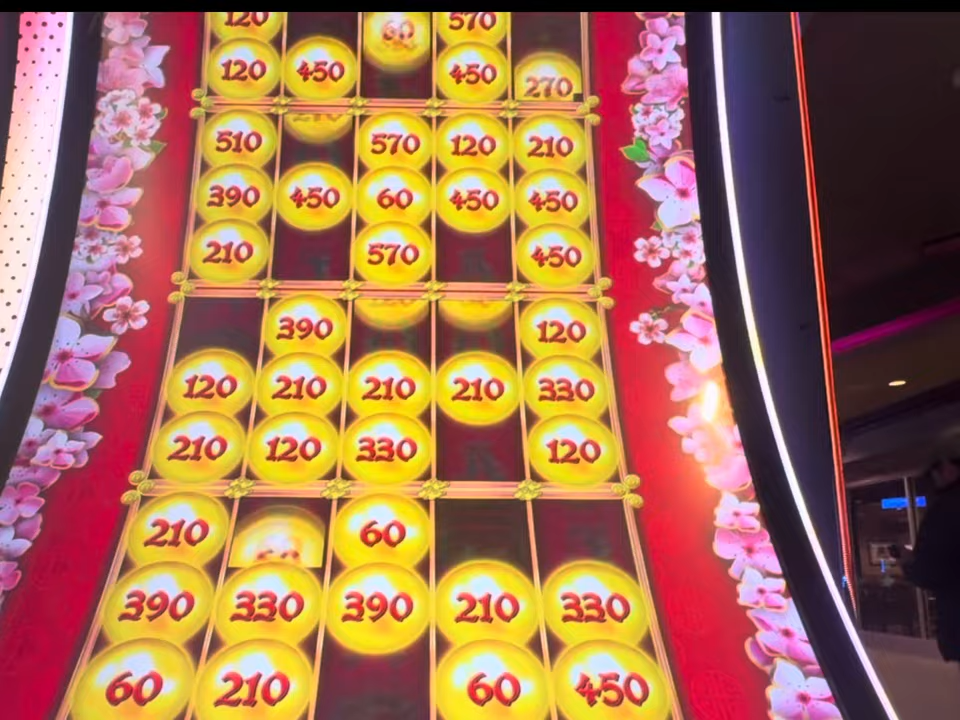 120 60 570
120 450 450 270
510 570 120 210
390 450 60 450 450
210 570 450
390 120
120 210 210 210 330
210 120 330 120
210 60
390 330 390 210 330
60 210 60 450